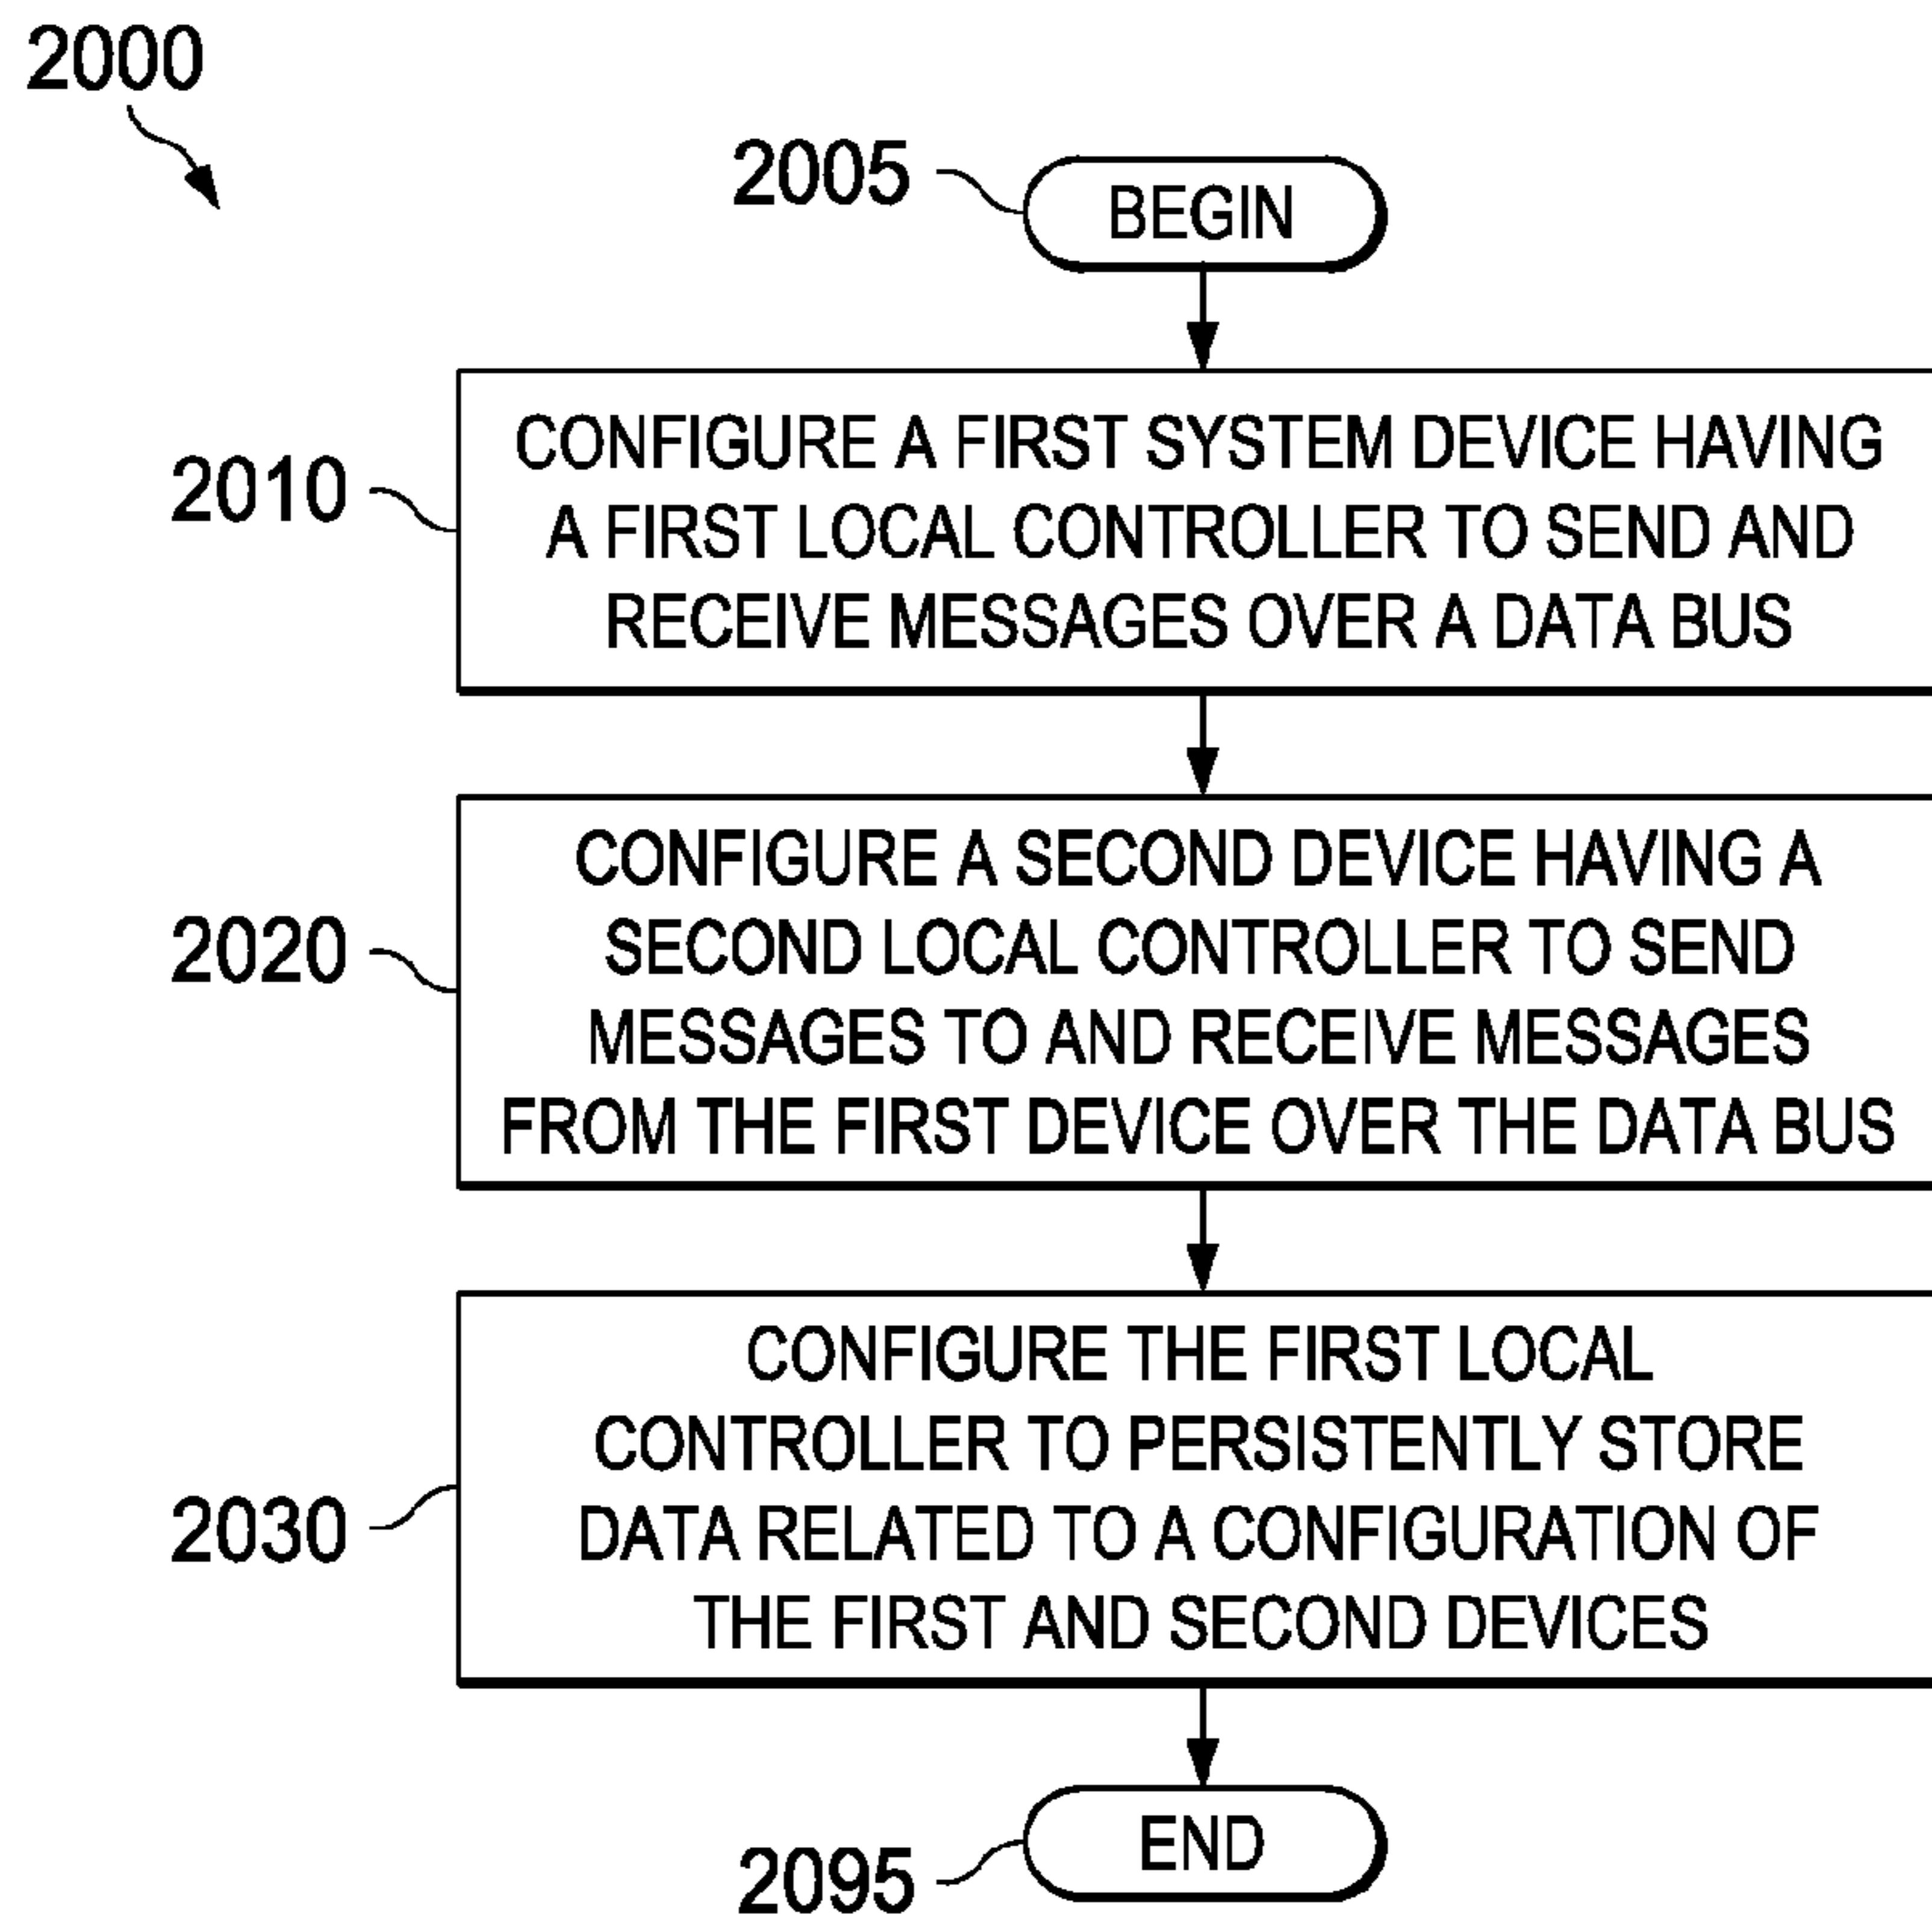 2000
2005
BEGIN
2010
CONFIGURE A FIRST SYSTEM DEVICE HAVING
A FIRST LOCAL CONTROLLER TO SEND AND
RECEIVE MESSAGES OVER A DATA BUS
2020
CONFIGURE A SECOND DEVICE HAVING A
SECOND LOCAL CONTROLLER TO SEND
MESSAGES TO AND RECEIVE MESSAGES
FROM THE FIRST DEVICE OVER THE DATA BUS
2030
CONFIGURE THE FIRST LOCAL
CONTROLLER TO PERSISTENTLY STORE
DATA RELATED TO A CONFIGURATION OF
THE FIRST AND SECOND DEVICES
2095
END